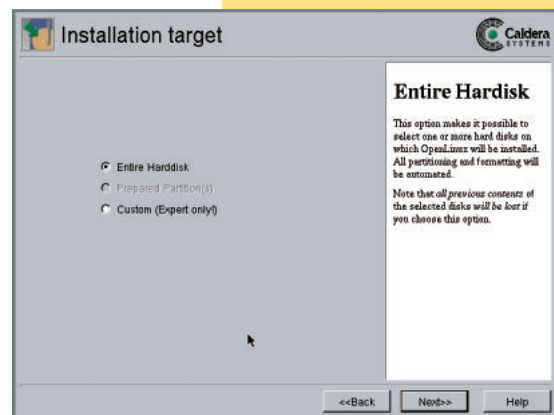 Installation target
Caldera
SYSTEMS
Entire Harddisk
Prepared Partition(s)
Custom (Expert only!)
Entire Hardisk
This option makes it possible to
select one or more hard disks on
which OpenLinux will be installed.
All partitioning and formatting will
be automated.
Note that all previous contents of
the selected disks will be lost if
you choose this option.
<<Back
Next>>
Help